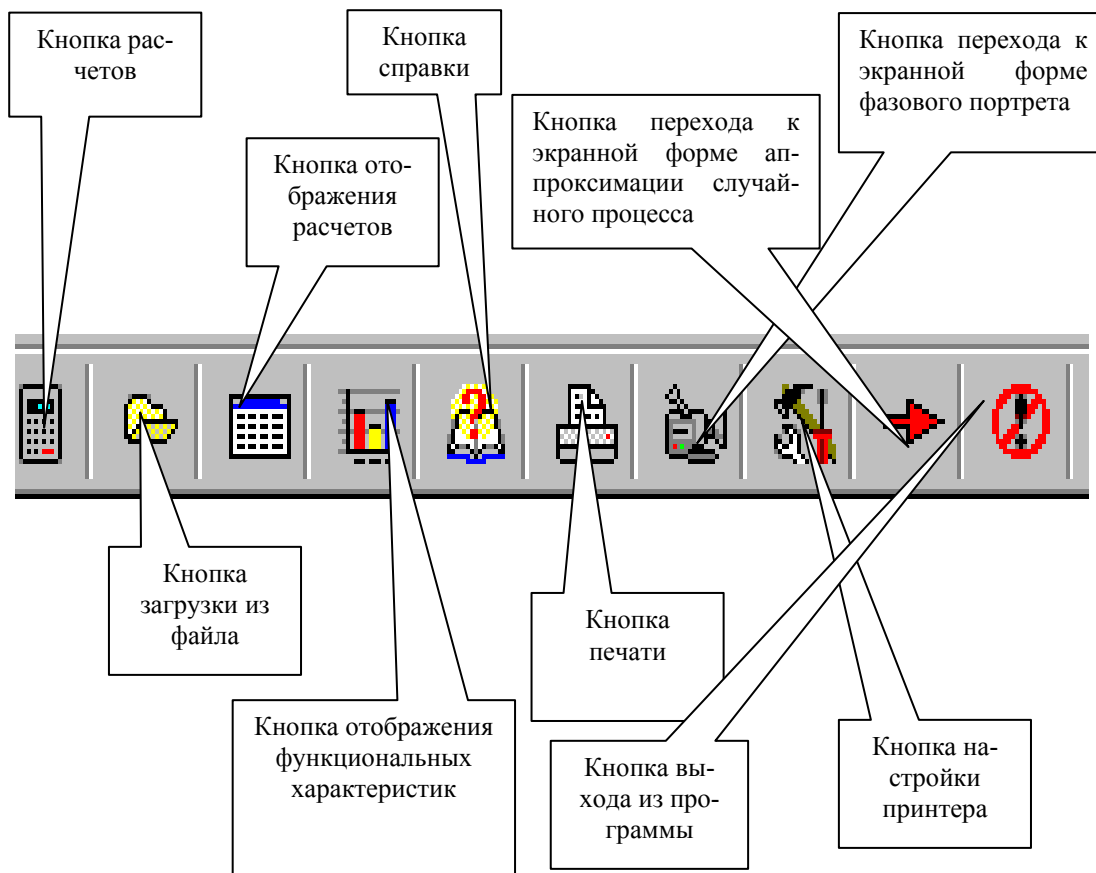 Кнопка рас-
четов
Кнопка
справки
Кнопка перехода к
экранной форме
фазового портрета
Кнопка перехода к
экранной форме ап-
проксимации случай-
ного процесса
Кнопка ото-
бражения
расчетов
Кнопка
загрузки из
файла
Кнопка
печати
Кнопка отображения
функциональных
характеристик
Кнопка вы-
хода из про-
граммы
Кнопка на-
стройки
принтера